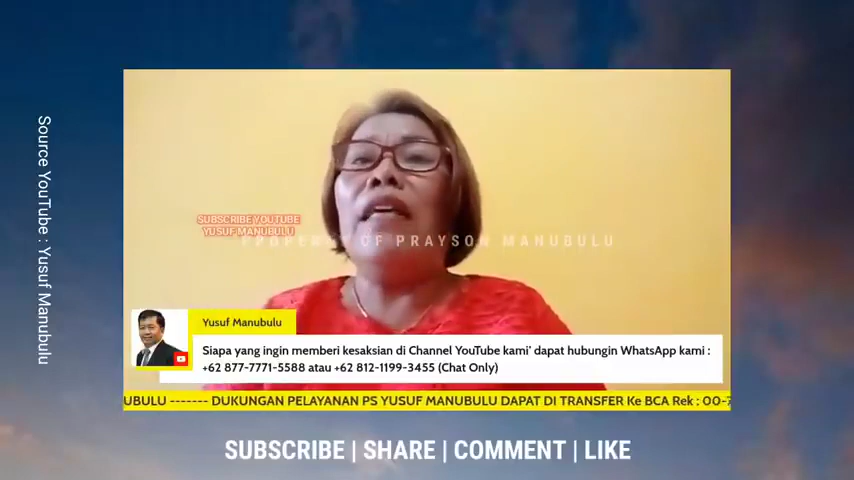 Source YouTube : Yusuf Manubulu
SUBSCRIBE YOUTUBE
YUSUF MANUBULU
PROPERTY OF PRAYSON MANUBULU
Yusuf Manubulu
Siapa yang ingin memberi kesaksian di Channel YouTube kami' dapat hubungin WhatsApp kami :
+62 877-7771-5588 atau +62 812-1199-3455 (Chat Only)
UBULU ------- DUKUNGAN PELAYANAN PS YUSUF MANUBULU DAPAT DI TRANSFER Ke BCA Rek : 00-7
SUBSCRIBE | SHARE | COMMENT | LIKE